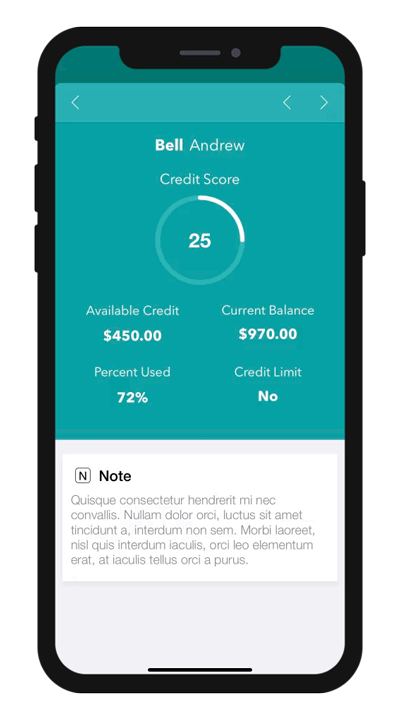 Bell Andrew
Credit Score
25
Available Credit Current Balance
$450.00 $970.00
Percent Used Credit Limit
72% No
N Note
Quisque consectetur hendrerit mi nec
convallis. Nullam dolor orci, luctus sit amet
tincidunt a, interdum non sem. Morbi laoreet,
nisl quis interdum iaculis, orci leo elementum
erat, at iaculis tellus orci a purus.